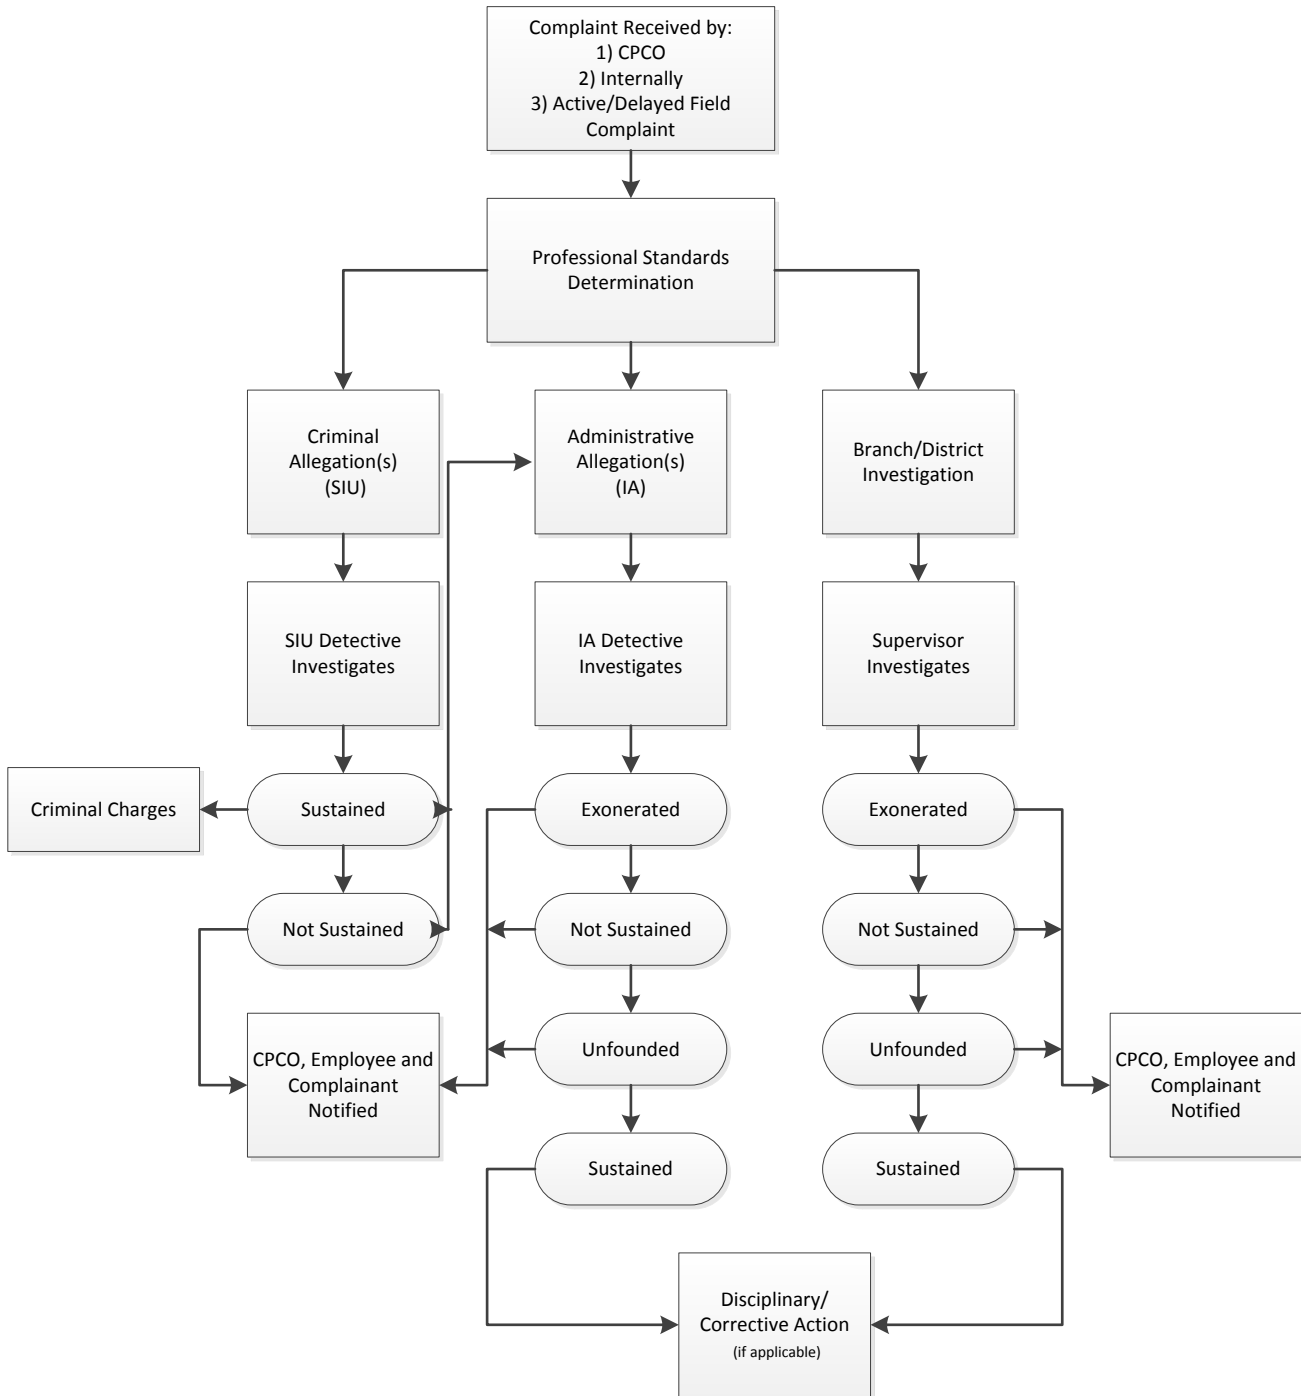 Complaint Received by:
1) CPCO
2) Internally
3) Active/Delayed Field
Complaint
Professional Standards
Determination
Criminal
Allegation(s)
(SIU)
Administrative
Allegation(s)
(IA)
Branch/District
Investigation
SIU Detective
Investigates
IA Detective
Investigates
Supervisor
Investigates
Criminal Charges
Sustained
Exonerated
Exonerated
Not Sustained
Not Sustained
Not Sustained
CPCO, Employee and
Complainant
Notified
Unfounded
Unfounded
CPCO, Employee and
Complainant
Notified
Sustained
Sustained
Disciplinary/
Corrective Action
(if applicable)